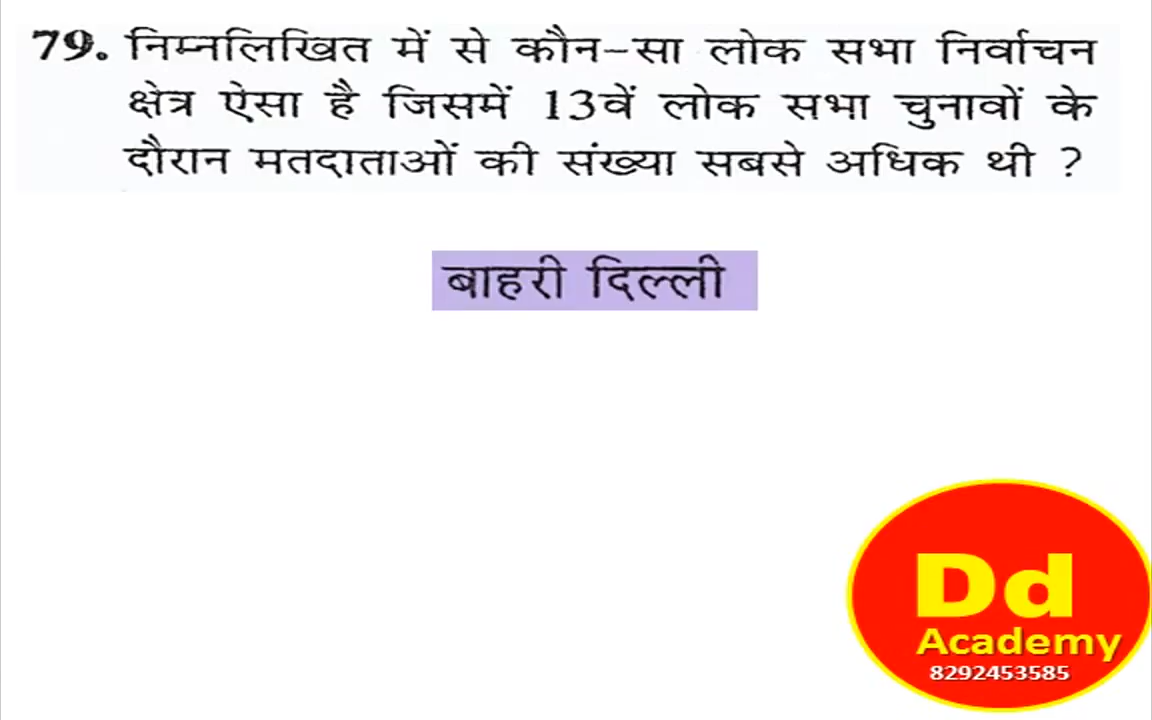 79. निम्नलिखित में से कौन-सा लोक सभा निर्वाचन
क्षेत्र ऐसा है जिसमें 13वें लोक सभा चुनावों के
दौरान मतदाताओं की संख्या सबसे अधिक थी ?
बाहरी दिल्ली
Dd
Academy
8292453585